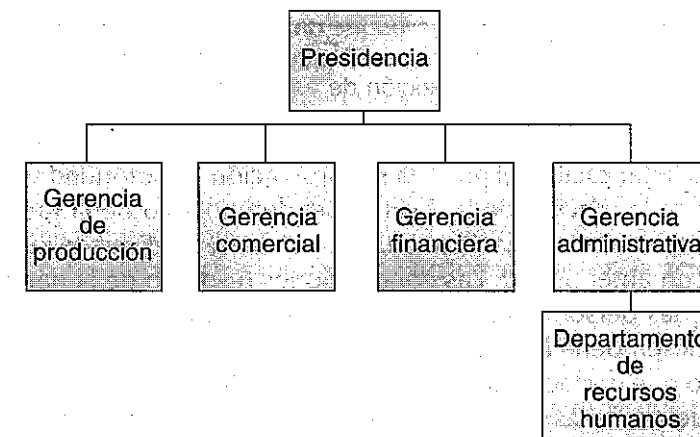 Presidencia
Gerencia
de
producción
Gerencia
comercial
Gerencia
financiera
Gerencia
administrativa
Departamento
de
recursos
humanos